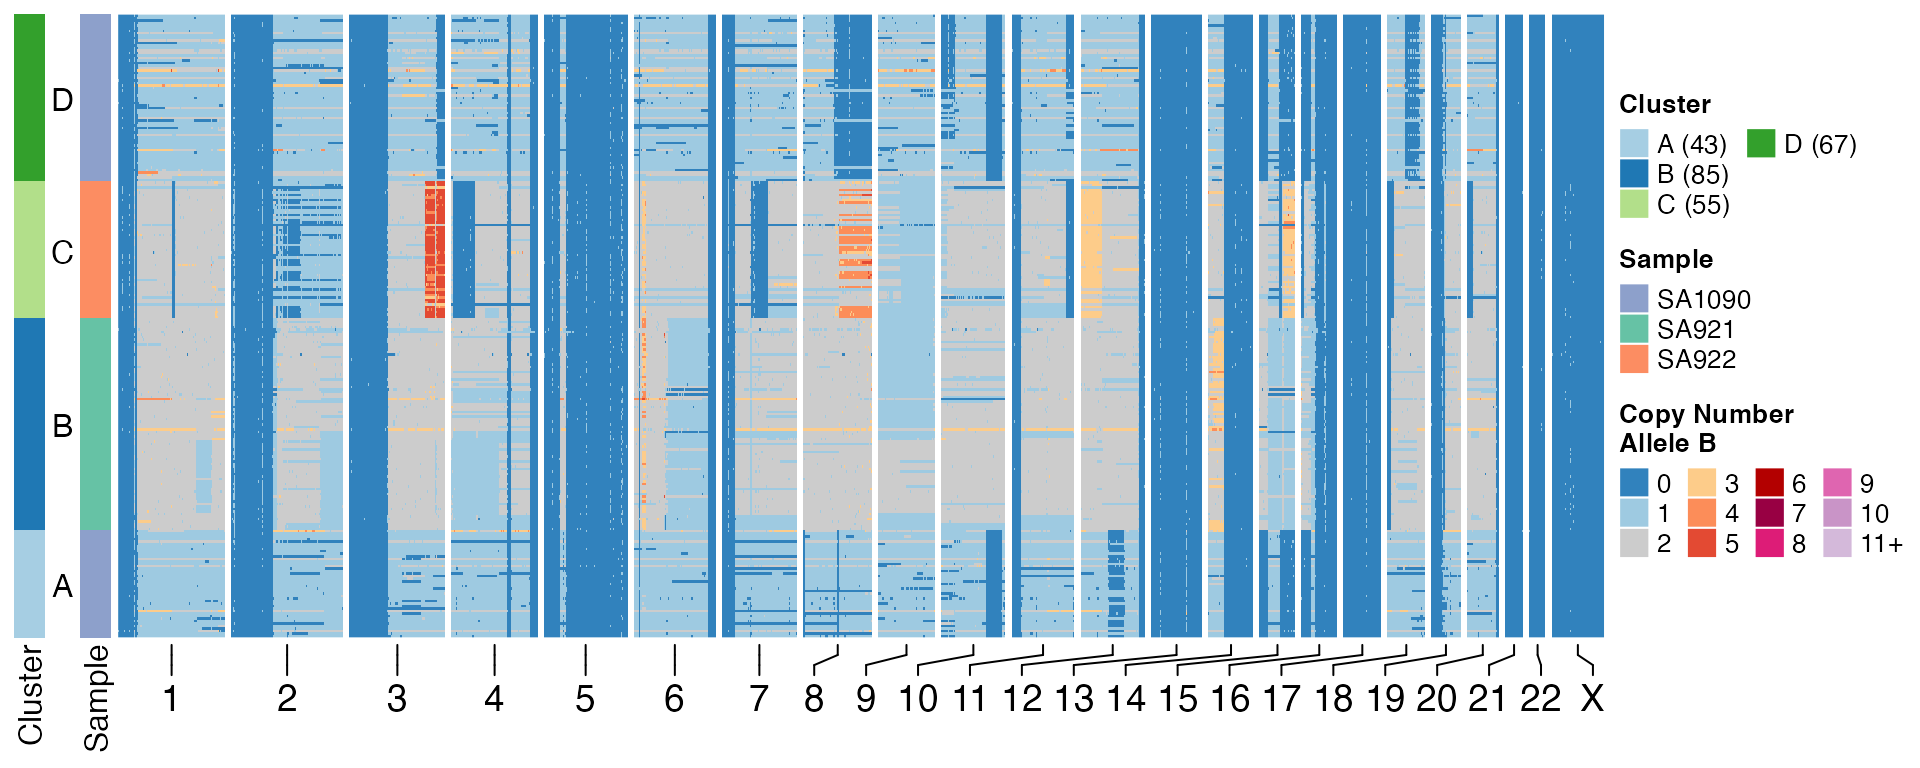 D
C
B
A
Cluster
Sample
1 2 3 4 5 6 7 8 9 10 11 12 13 14 15 16 17 18 19 20 21 22 X
Cluster
A (43) D (67)
B (85)
C (55)
Sample
SA1090
SA921
SA922
Copy Number
Allele B
0 3 6 9
1 4 7 10
2 5 8 11+